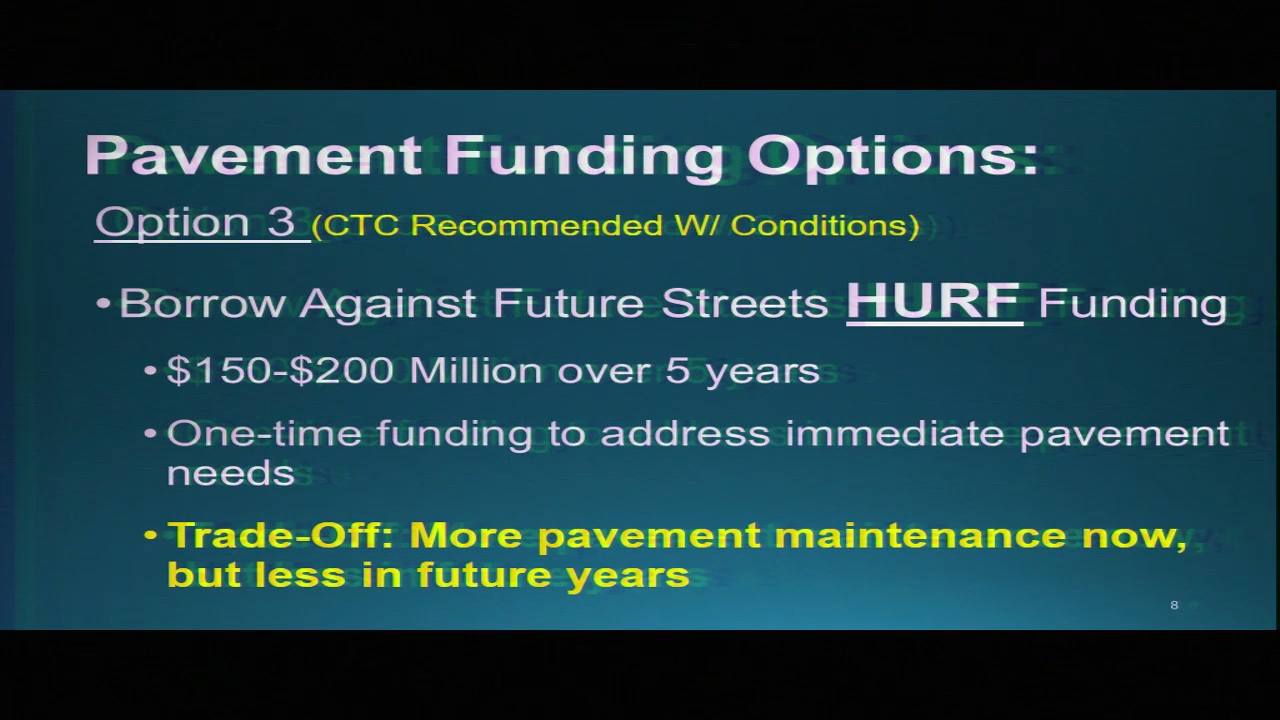 Pavement Funding Options:
Option 3 (CTC Recommended W/ Conditions)
•Borrow Against Future Streets HURF Funding
•$150-$200 Million over 5 years
•One-time funding to address immediate pavement
needs
•Trade-Off: More pavement maintenance now,
but less in future years
8